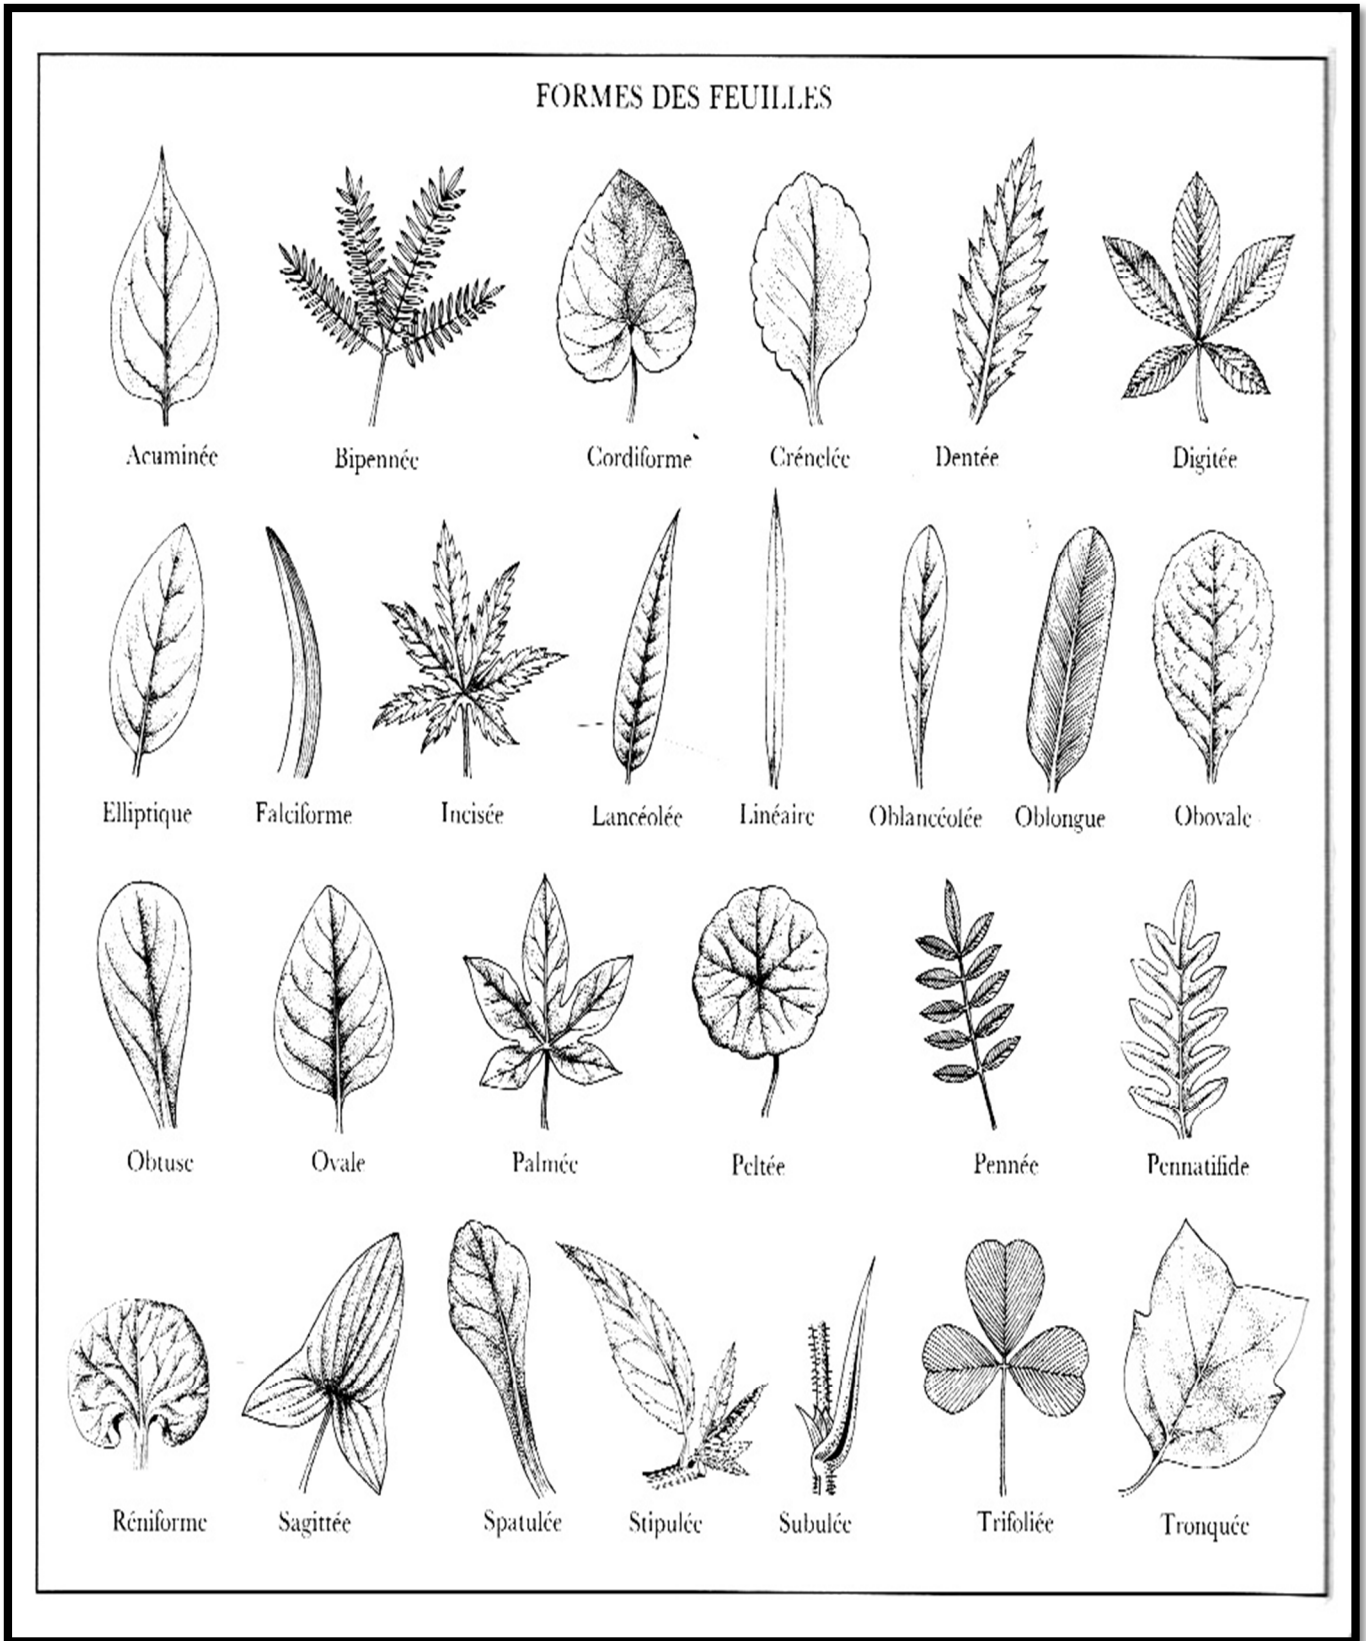 FORMES DES FEUILLES
Acuminée Bipennée Cordiforme Crénelée Dentée Digitée
Elliptique Falciforme Incisée Lancéolée Linéaire Oblancéolée Oblongue Obovale
Obtuse Ovale Palmée Peltée Pennée Pennatifide
Réniforme Sagittée Spatulée Stipulée Subulée Trifoliée Tronquée